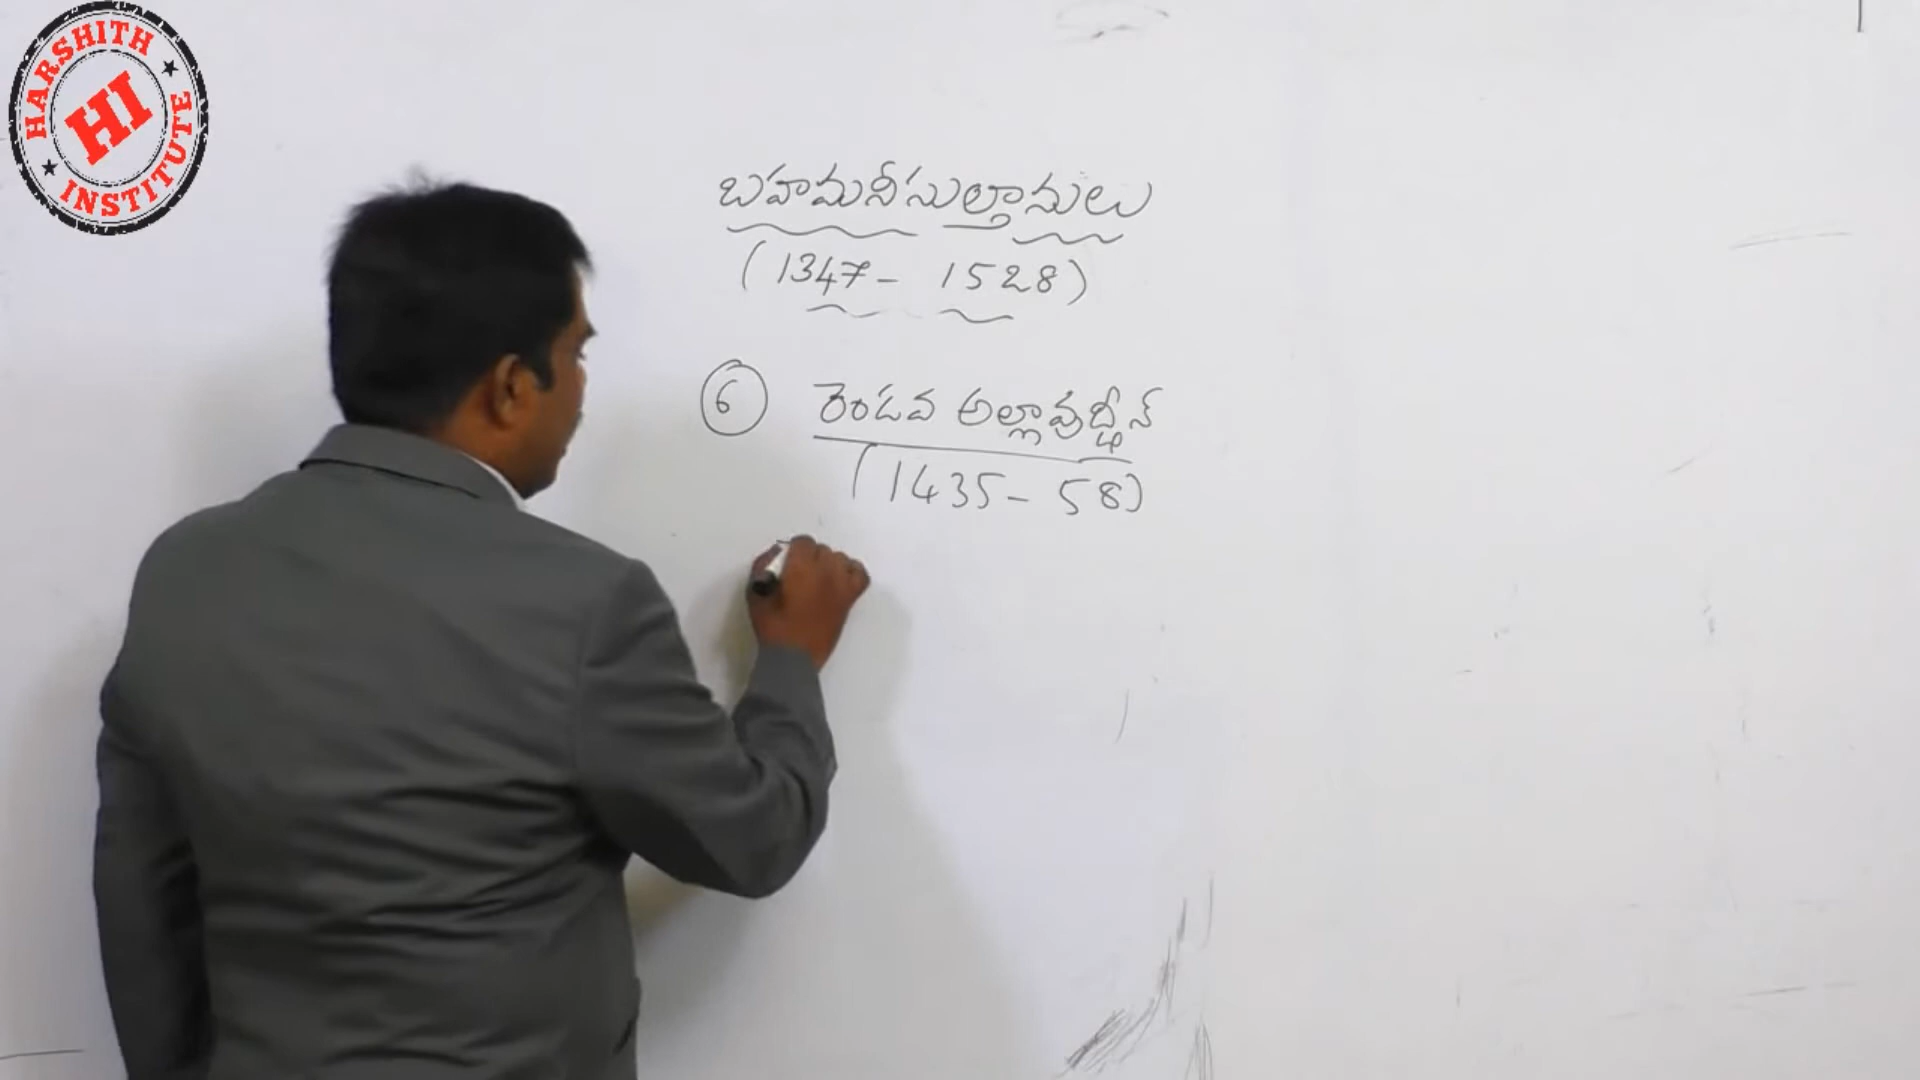 HARSHITH
HI
INSTITUTE
బహమనీసుల్తానులు
(1347- 1528)
6 రెండవ అల్లావుద్దీన్
(1435- 58)